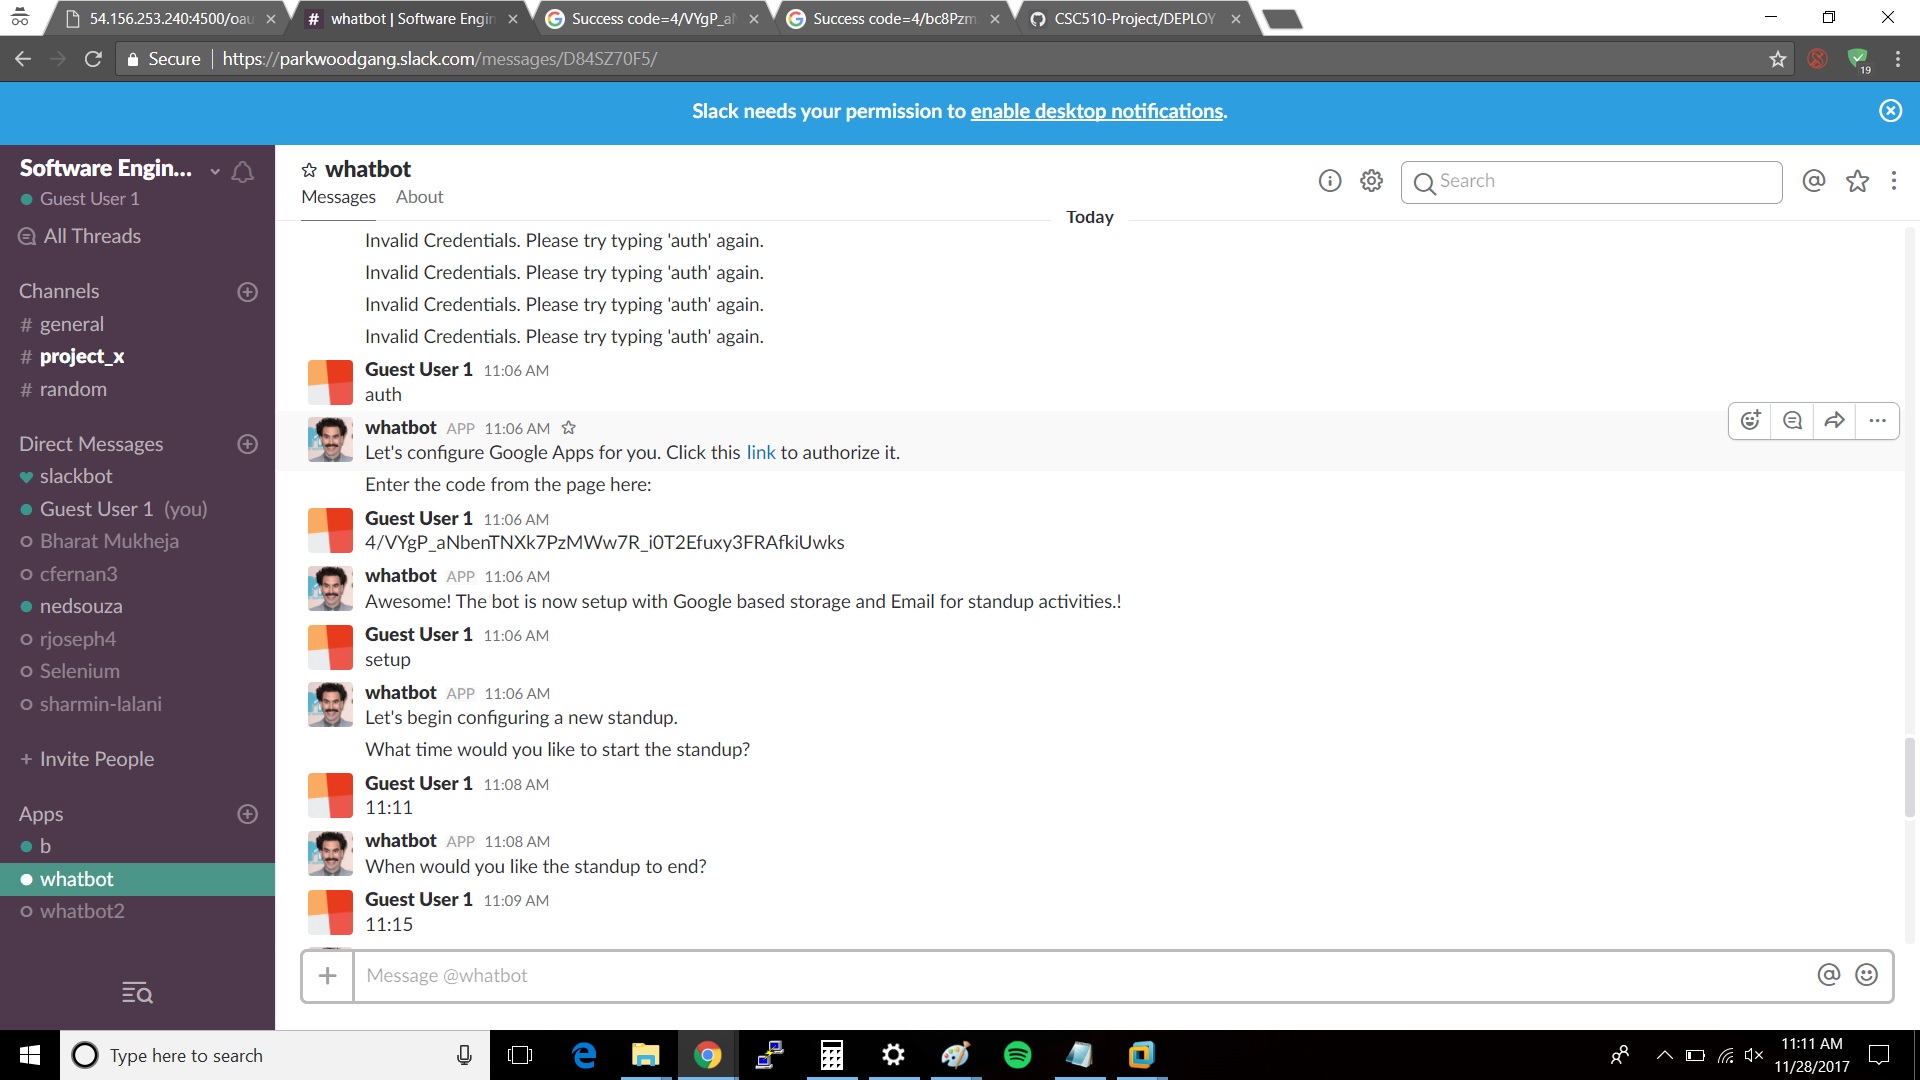 54.156.253.240:4500/oau
# whatbot | Software Engin
Success code=4/VYgP_aN
Success code=4/bc8Pzm
CSC510-Project/DEPLOY
Secure
https://parkwoodgang.slack.com/messages/D84SZ70F5/
19
Slack needs your permission to enable desktop notifications.
Software Engin...
Guest User 1
All Threads
Channels
# general
# project_x
# random
Direct Messages
slackbot
Guest User 1 (you)
Bharat Mukheja
cfernan3
nedsouza
rjoseph4
Selenium
sharmin-lalani
+ Invite People
Apps
b
whatbot
whatbot2
whatbot
Messages About
Search
Today
Invalid Credentials. Please try typing 'auth' again.
Invalid Credentials. Please try typing 'auth' again.
Invalid Credentials. Please try typing 'auth' again.
Invalid Credentials. Please try typing 'auth' again.
Guest User 1 11:06 AM
auth
whatbot APP 11:06 AM
Let's configure Google Apps for you. Click this link to authorize it.
Enter the code from the page here:
Guest User 1 11:06 AM
4/VYgP_aNbenTNXk7PzMWw7R_i0T2Efuxy3FRAfkiUwks
whatbot APP 11:06 AM
Awesome! The bot is now setup with Google based storage and Email for standup activities.!
Guest User 1 11:06 AM
setup
whatbot APP 11:06 AM
Let's begin configuring a new standup.
What time would you like to start the standup?
Guest User 1 11:08 AM
11:11
whatbot APP 11:08 AM
When would you like the standup to end?
Guest User 1 11:09 AM
11:15
Message @whatbot
Type here to search
11:11 AM
11/28/2017